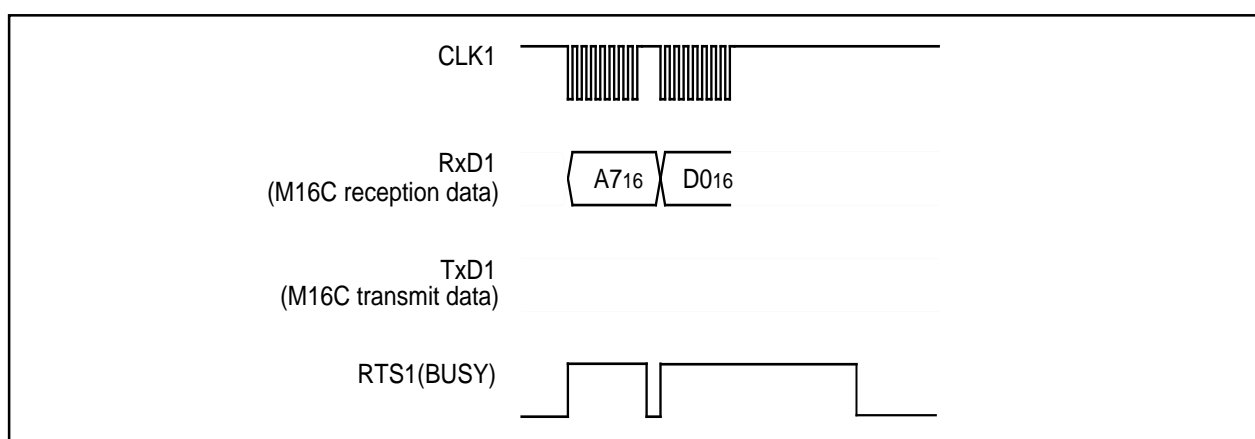 CLK1
RxD1
(M16C reception data)
A716
D016
TxD1
(M16C transmit data)
RTS1(BUSY)